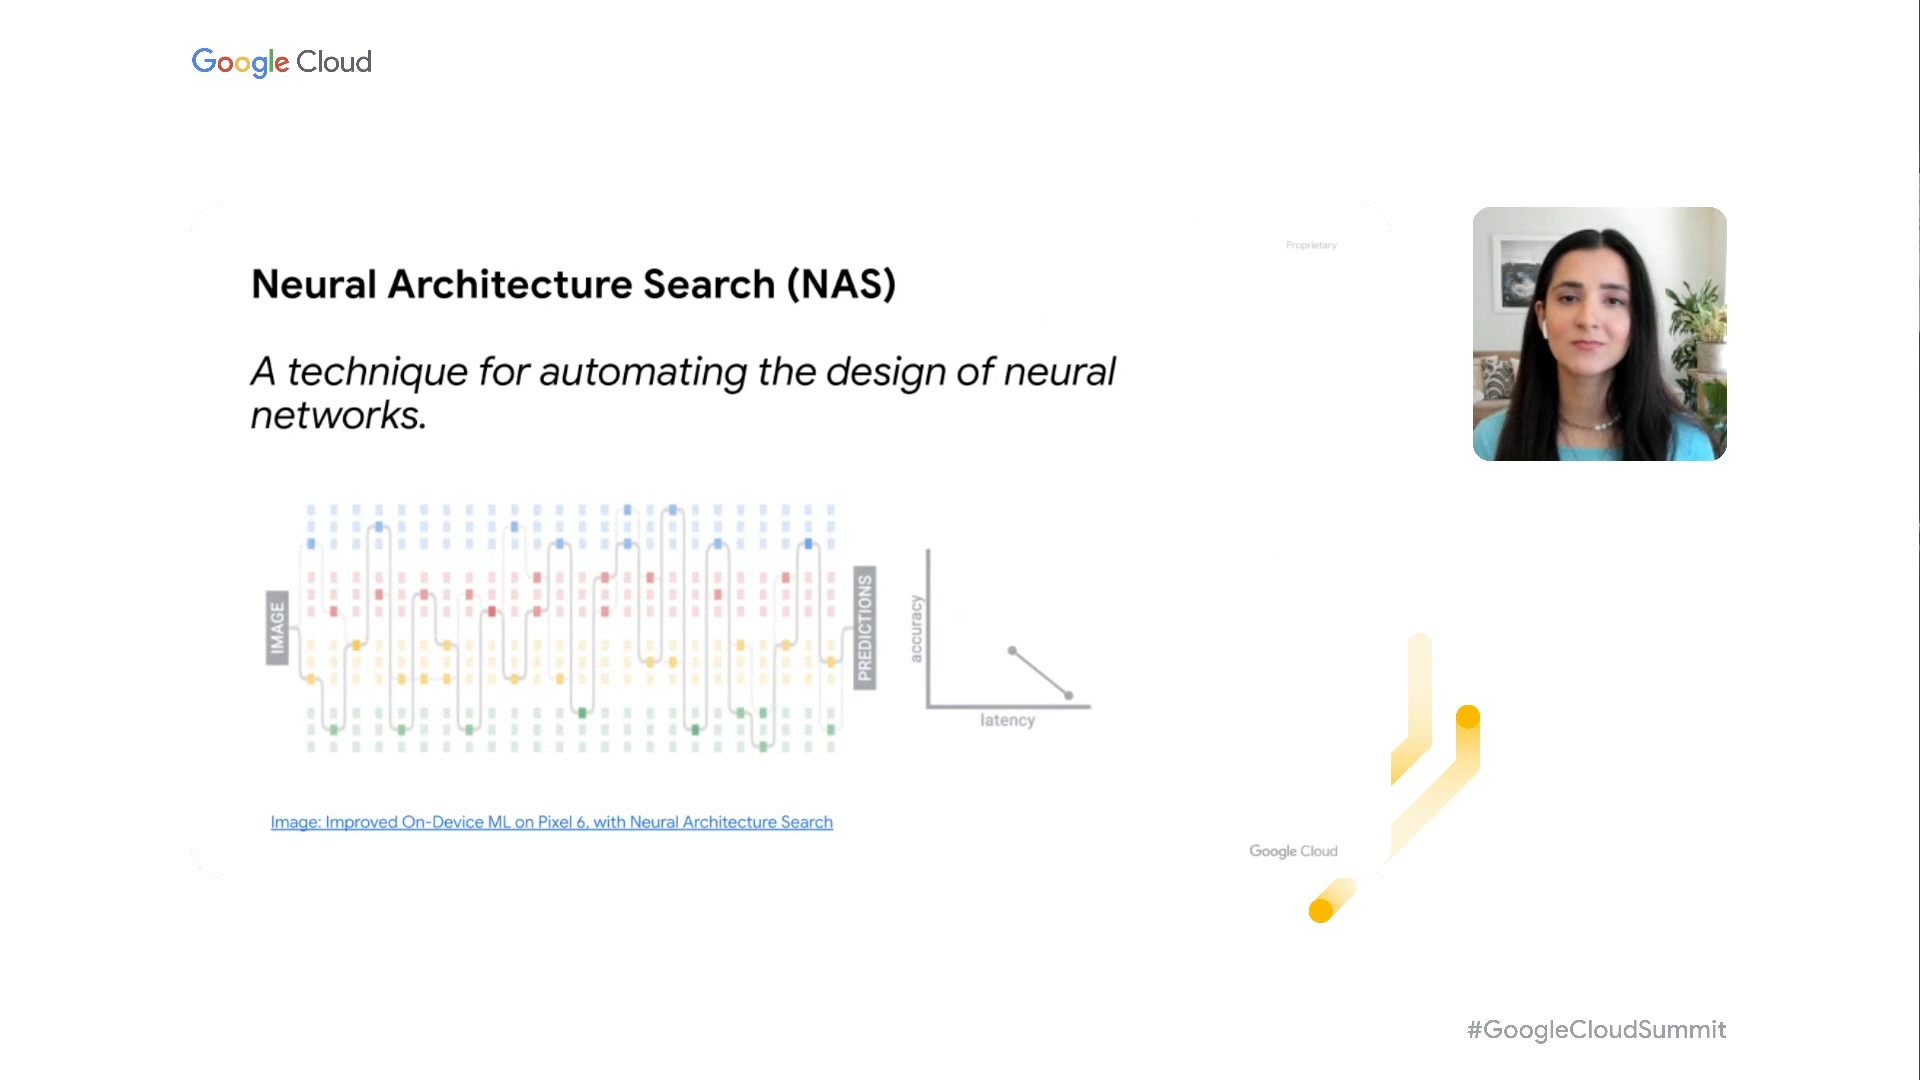 Google Cloud
Proprietary
Neural Architecture Search (NAS)
A technique for automating the design of neural
networks.
IMAGE
PREDICTIONS
accuracy
latency
Image: Improved On-Device ML on Pixel 6, with Neural Architecture Search
Google Cloud
#GoogleCloudSummit